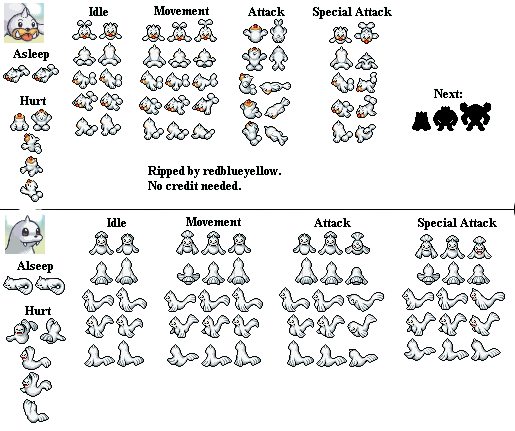 Idle
Movement
Attack
Special Attack
Asleep
Hurt
Next:
Ripped by redblueyellow.
No credit needed.
Idle
Movement
Attack
Special Attack
Alseep
Hurt